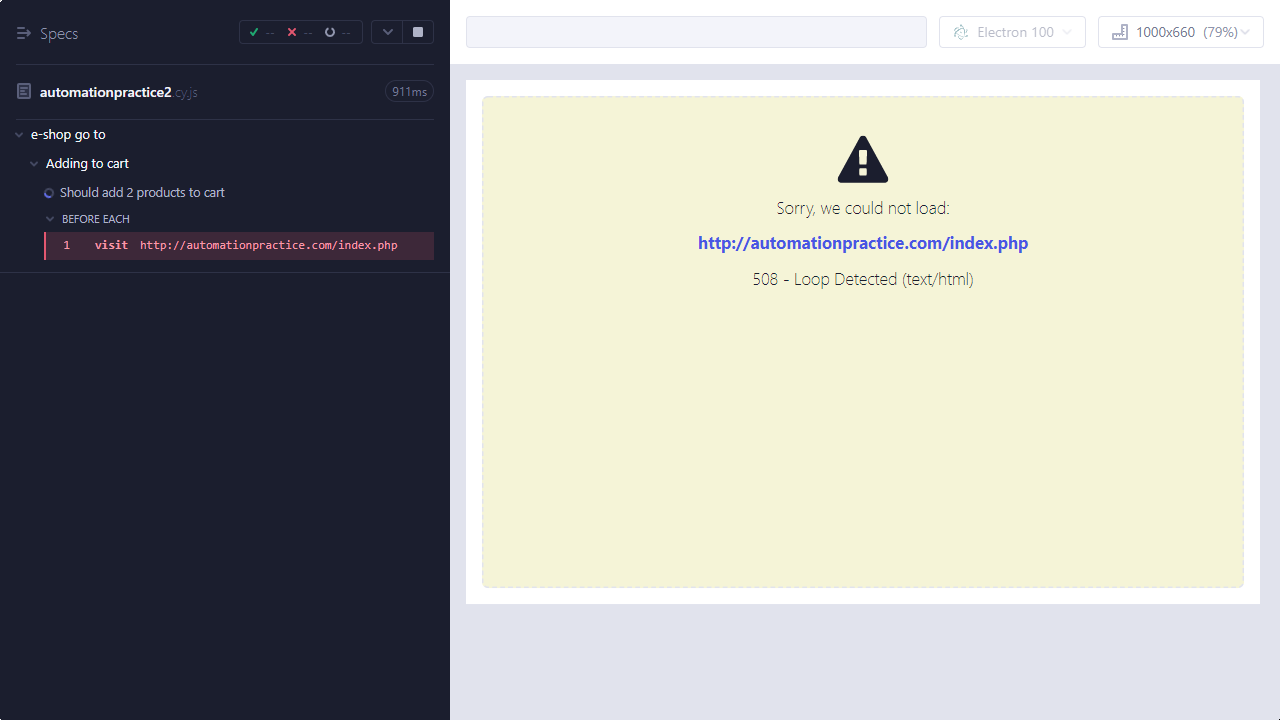 Specs
-- -- --
automationpractice2.cy.js 911ms
e-shop go to
Adding to cart
Should add 2 products to cart
BEFORE EACH
1 visit http://automationpractice.com/index.php
Electron 100
1000x660 (79%)
Sorry, we could not load:
http://automationpractice.com/index.php
508 - Loop Detected (text/html)